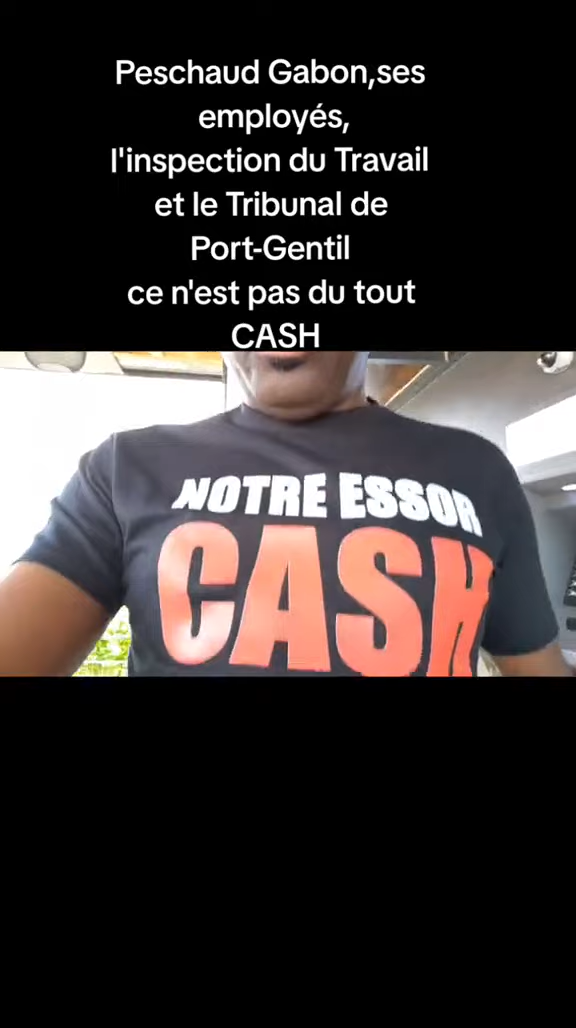 Peschaud Gabon,ses
employés,
l'inspection du Travail
et le Tribunal de
Port-Gentil
ce n'est pas du tout
CASH
NOTRE ESSOR
CASH